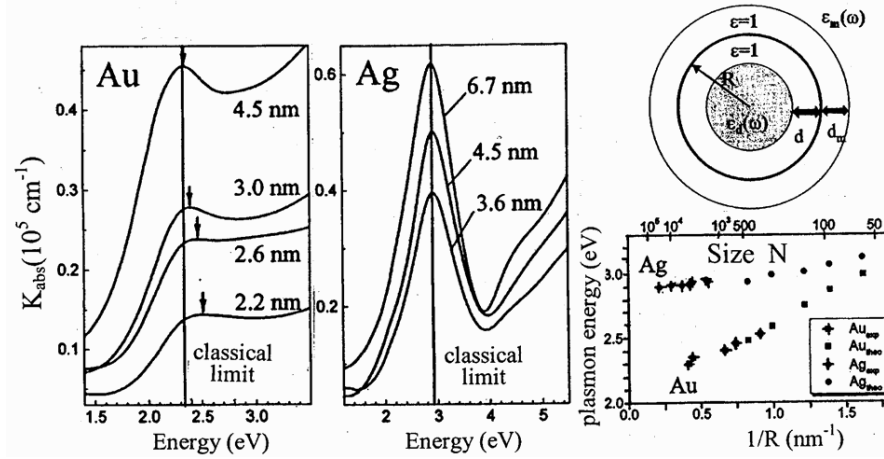 Au
K_abs(10^5 cm^-1)
0.4
0.3
0.2
0.1
4.5 nm
3.0 nm
2.6 nm
2.2 nm
classical
limit
1.5 2.0 2.5 3.0
Energy (eV)
Ag
0.6
0.4
0.2
6.7 nm
4.5 nm
3.6 nm
classical
limit
2 3 4 5
Energy (eV)
ε=1
ε_m(ω)
ε=1
R
ε_d(ω)
d
d_m
10^5 10^4 10^3 500 100 50
Size N
plasmon energy (eV)
3.0
2.5
2.0
Ag
Au
Au_exp
Au_theo
Ag_exp
Ag_theo
0.0 0.5 1.0 1.5
1/R (nm^-1)